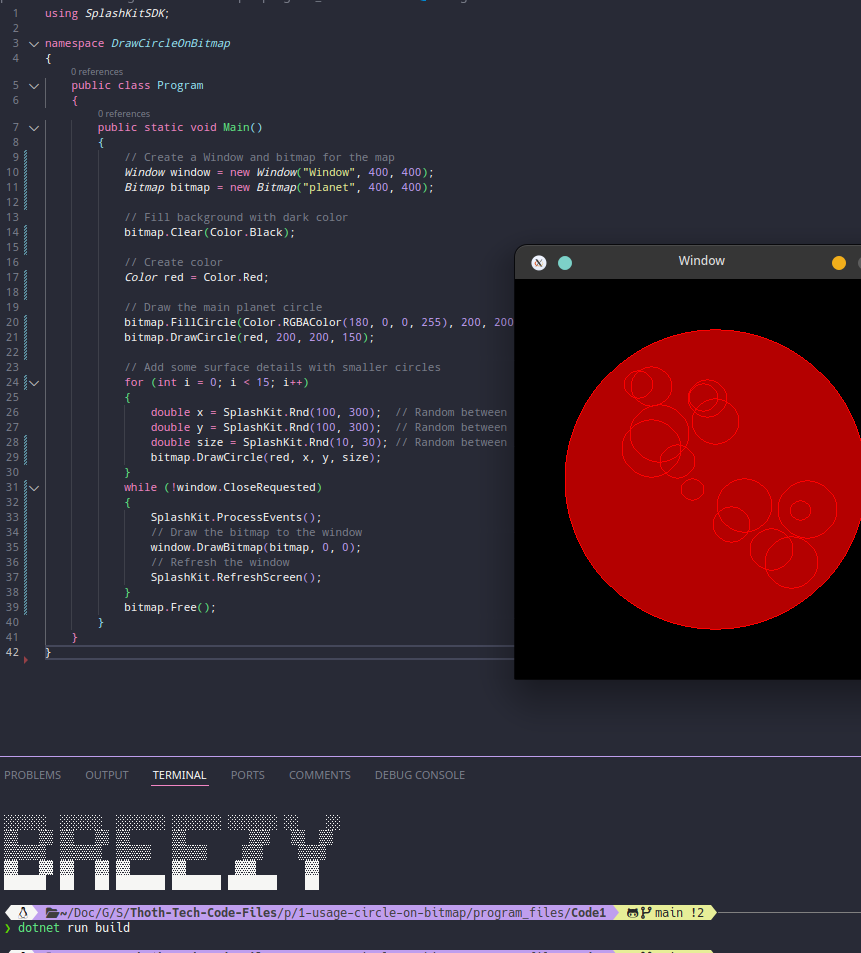 1 using SplashKitSDK;
2
3 namespace DrawCircleOnBitmap
4 {
0 references
5 public class Program
6 {
0 references
7 public static void Main()
8 {
9 // Create a Window and bitmap for the map
10 Window window = new Window("Window", 400, 400);
11 Bitmap bitmap = new Bitmap("planet", 400, 400);
12
13 // Fill background with dark color
14 bitmap.Clear(Color.Black);
15
16 // Create color
17 Color red = Color.Red;
18
19 // Draw the main planet circle
20 bitmap.FillCircle(Color.RGBAColor(180, 0, 0, 255), 200, 200
21 bitmap.DrawCircle(red, 200, 200, 150);
22
23 // Add some surface details with smaller circles
24 for (int i = 0; i < 15; i++)
25 {
26 double x = SplashKit.Rnd(100, 300); // Random between
27 double y = SplashKit.Rnd(100, 300); // Random between
28 double size = SplashKit.Rnd(10, 30); // Random between
29 bitmap.DrawCircle(red, x, y, size);
30 }
31 while (!window.CloseRequested)
32 {
33 SplashKit.ProcessEvents();
34 // Draw the bitmap to the window
35 window.DrawBitmap(bitmap, 0, 0);
36 // Refresh the window
37 SplashKit.RefreshScreen();
38 }
39 bitmap.Free();
40 }
41 }
42 }
Window
PROBLEMS OUTPUT TERMINAL PORTS COMMENTS DEBUG CONSOLE
BREEZY
~/Doc/G/S/Thoth-Tech-Code-Files/p/1-usage-circle-on-bitmap/program_files/Code1 main !2
❯ dotnet run build